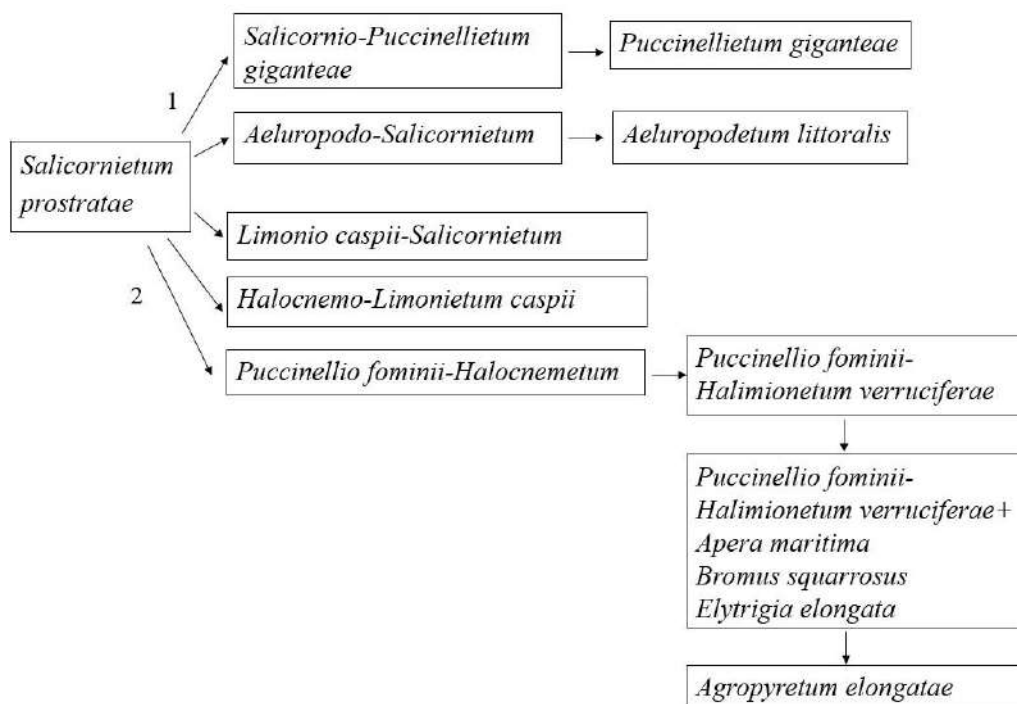 Salicornio-Puccinellietum
giganteae
Puccinellietum giganteae
1
Aeluropodo-Salicornietum
Aeluropodetum littoralis
Salicornietum
prostratae
Limonio caspii-Salicornietum
2
Halocnemo-Limonietum caspii
Puccinellio fominii-Halocnemetum
Puccinellio fominii-
Halimionetum verruciferae
Puccinellio fominii-
Halimionetum verruciferae+
Apera maritima
Bromus squarrosus
Elytrigia elongata
Agropyretum elongatae